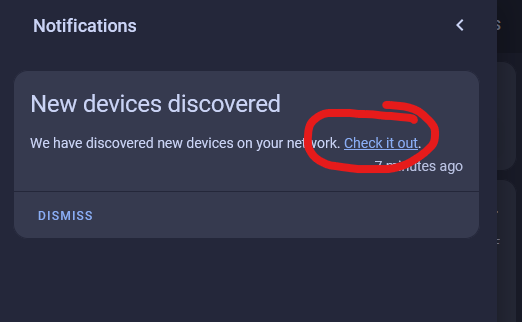 Notifications
New devices discovered
We have discovered new devices on your network. Check it out.
7 minutes ago
DISMISS